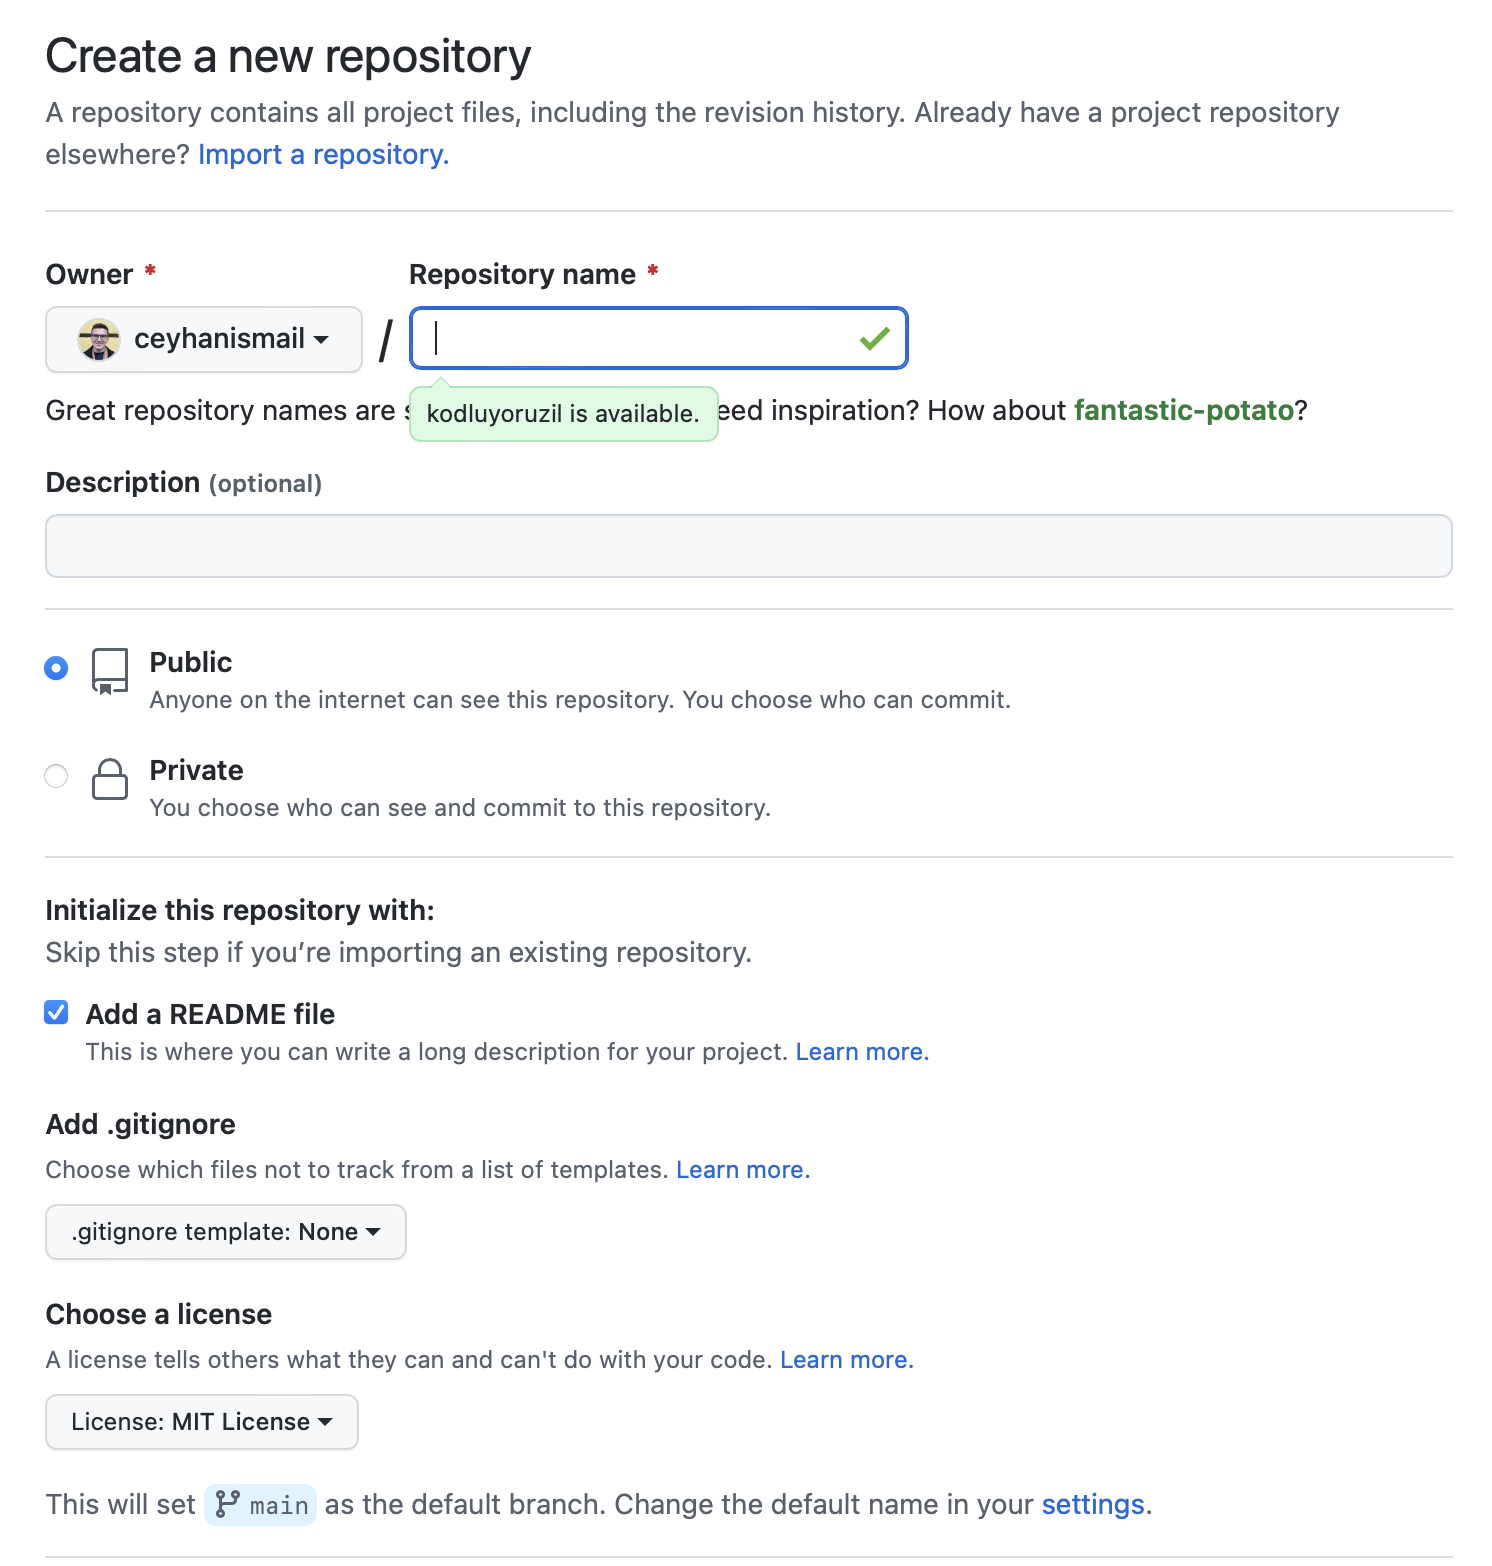 Create a new repository
A repository contains all project files, including the revision history. Already have a project repository
elsewhere? Import a repository.
Owner *
Repository name *
ceyhanismail
/
Great repository names are
kodluyoruzil is available.
eed inspiration? How about fantastic-potato?
Description (optional)
Public
Anyone on the internet can see this repository. You choose who can commit.
Private
You choose who can see and commit to this repository.
Initialize this repository with:
Skip this step if you’re importing an existing repository.
Add a README file
This is where you can write a long description for your project. Learn more.
Add .gitignore
Choose which files not to track from a list of templates. Learn more.
.gitignore template: None
Choose a license
A license tells others what they can and can't do with your code. Learn more.
License: MIT License
This will set main as the default branch. Change the default name in your settings.